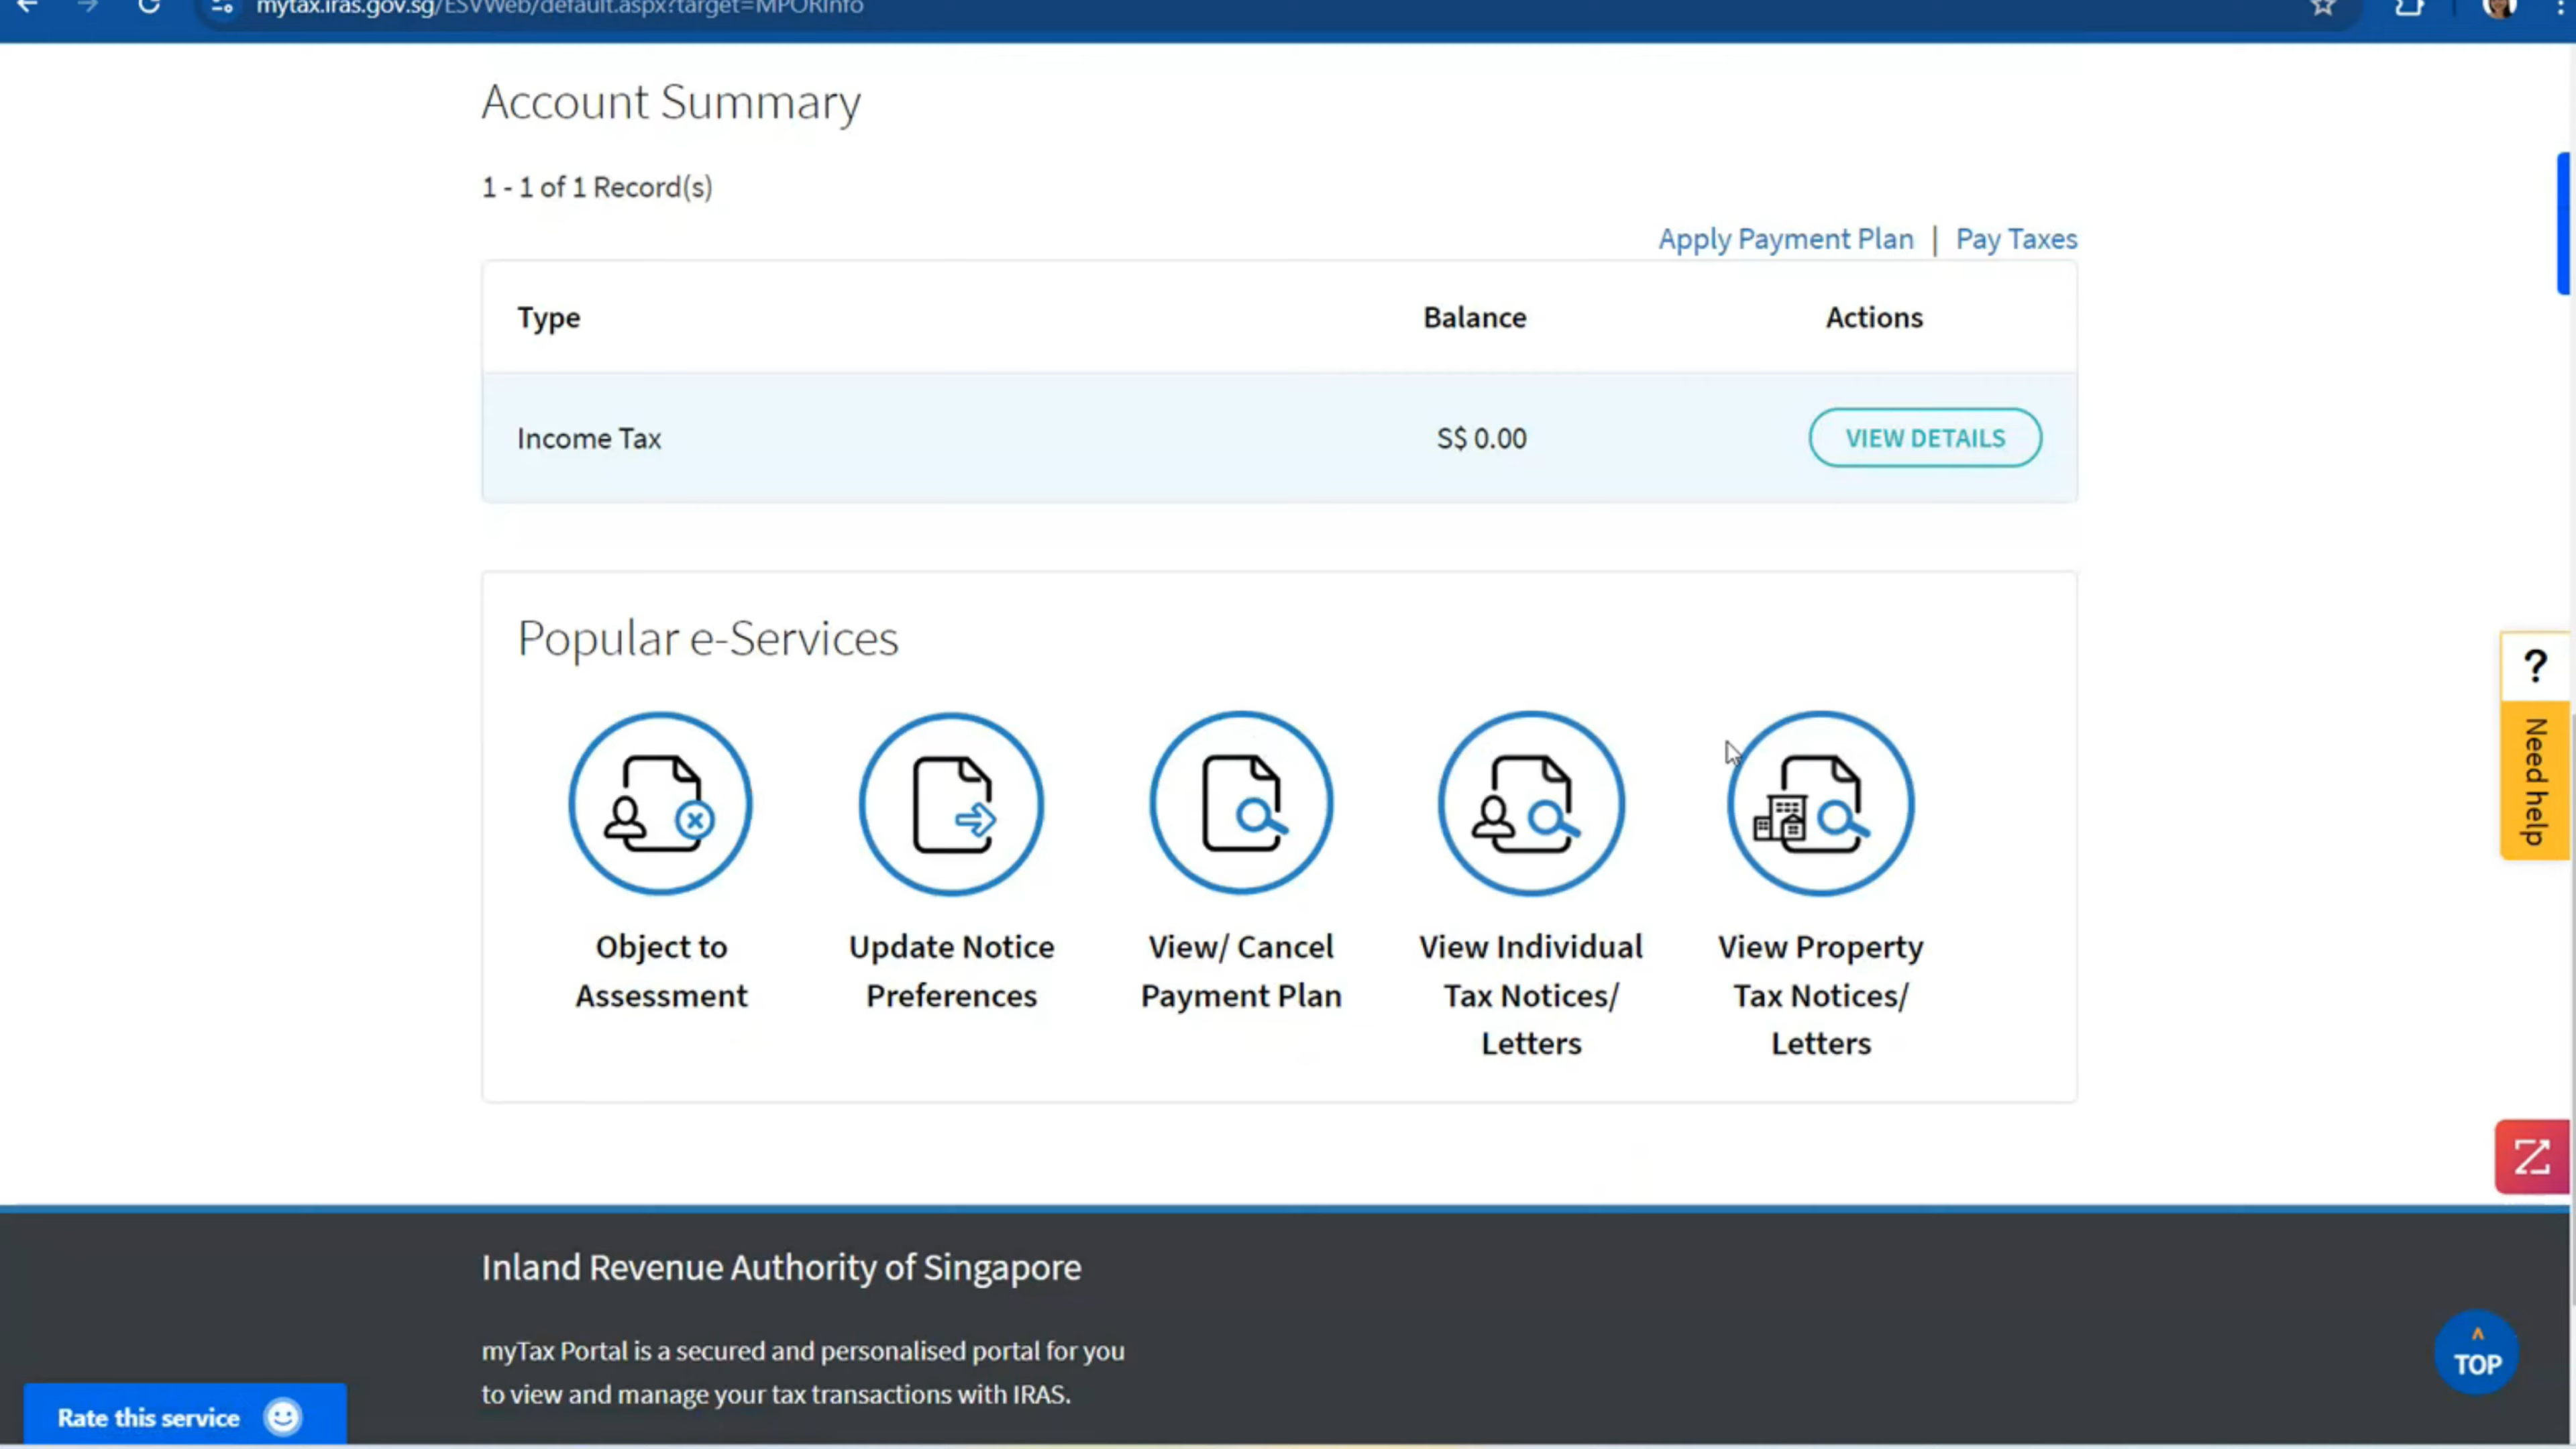 mytax.iras.gov.sg/ESVWeb/default.aspx?target=MPORInfo
Account Summary
1 - 1 of 1 Record(s)
Apply Payment Plan | Pay Taxes
Type Balance Actions
Income Tax S$ 0.00 VIEW DETAILS
Popular e-Services
Object to
Assessment
Update Notice
Preferences
View/ Cancel
Payment Plan
View Individual
Tax Notices/
Letters
View Property
Tax Notices/
Letters
?
Need help
Inland Revenue Authority of Singapore
myTax Portal is a secured and personalised portal for you
to view and manage your tax transactions with IRAS.
TOP
Rate this service